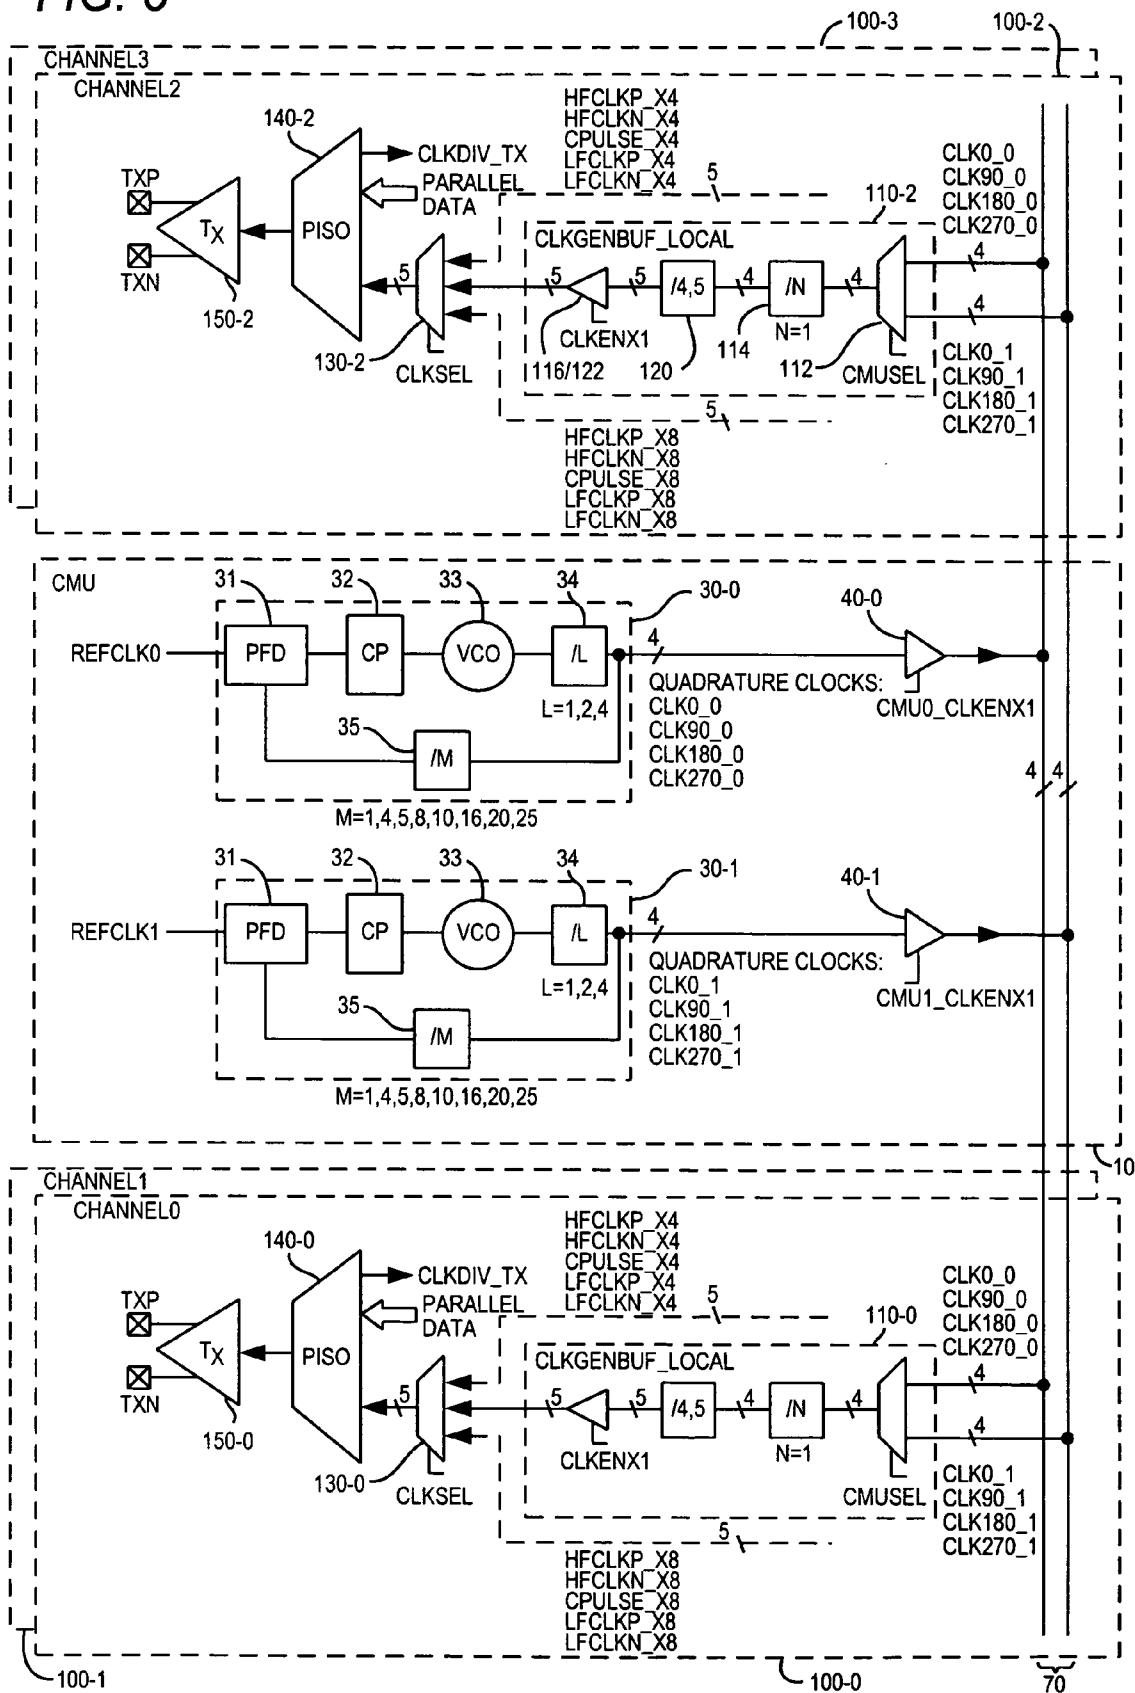 FIG. 6
100-3
100-2
CHANNEL3
CHANNEL2
140-2
CLKDIV_TX
PARALLEL
DATA
TXP
TXN
TX
PISO
150-2
130-2
CLKSEL
5
HFCLKP_X4
HFCLKN_X4
CPULSE_X4
LFCLKP_X4
LFCLKN_X4
5
110-2
CLKGENBUF_LOCAL
5
5
/4,5
4
/N
4
N=1
CLKENX1
116/122
120
114
112
CMUSEL
CLK0_0
CLK90_0
CLK180_0
CLK270_0
4
4
CLK0_1
CLK90_1
CLK180_1
CLK270_1
5
HFCLKP_X8
HFCLKN_X8
CPULSE_X8
LFCLKP_X8
LFCLKN_X8
CMU
31
32
33
34
30-0
40-0
REFCLK0
PFD
CP
VCO
/L
4
L=1,2,4
QUADRATURE CLOCKS:
CLK0_0
CLK90_0
CLK180_0
CLK270_0
CMU0_CLKENX1
35
/M
M=1,4,5,8,10,16,20,25
4
4
31
32
33
34
30-1
40-1
REFCLK1
PFD
CP
VCO
/L
4
L=1,2,4
QUADRATURE CLOCKS:
CLK0_1
CLK90_1
CLK180_1
CLK270_1
CMU1_CLKENX1
35
/M
M=1,4,5,8,10,16,20,25
10
CHANNEL1
CHANNEL0
140-0
CLKDIV_TX
PARALLEL
DATA
TXP
TXN
TX
PISO
150-0
130-0
CLKSEL
5
HFCLKP_X4
HFCLKN_X4
CPULSE_X4
LFCLKP_X4
LFCLKN_X4
5
110-0
CLKGENBUF_LOCAL
5
5
/4,5
4
/N
4
N=1
CLKENX1
CMUSEL
CLK0_0
CLK90_0
CLK180_0
CLK270_0
4
4
CLK0_1
CLK90_1
CLK180_1
CLK270_1
5
HFCLKP_X8
HFCLKN_X8
CPULSE_X8
LFCLKP_X8
LFCLKN_X8
100-1
100-0
70